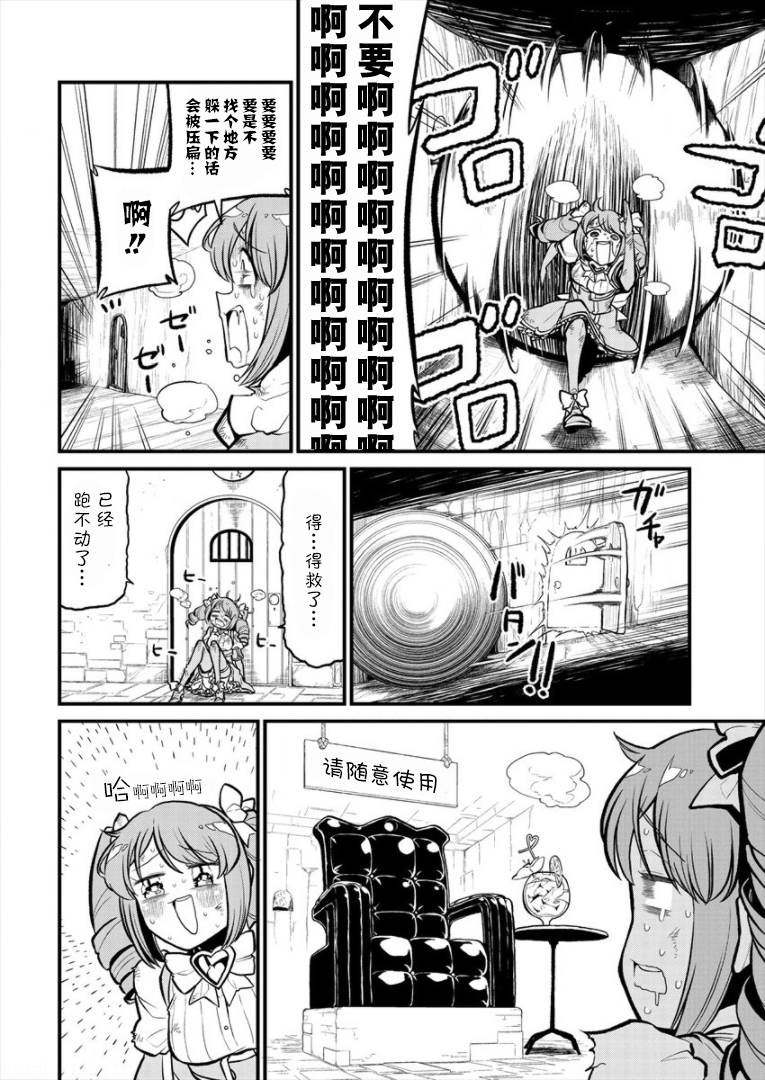 ゴロ
ゴロ
ゴロ
ゴロ
不要啊啊啊啊啊啊啊啊啊啊
啊啊啊啊啊啊啊啊啊啊啊啊
要要要要
要是不
找个地方
躲一下的话
会被压扁…
啊!!
ゼー
ゼー
ガチャ
バタン!!
得…得救了…
ヒー
ヒー
已经
跑不动了…
请随意使用
哈啊啊啊啊